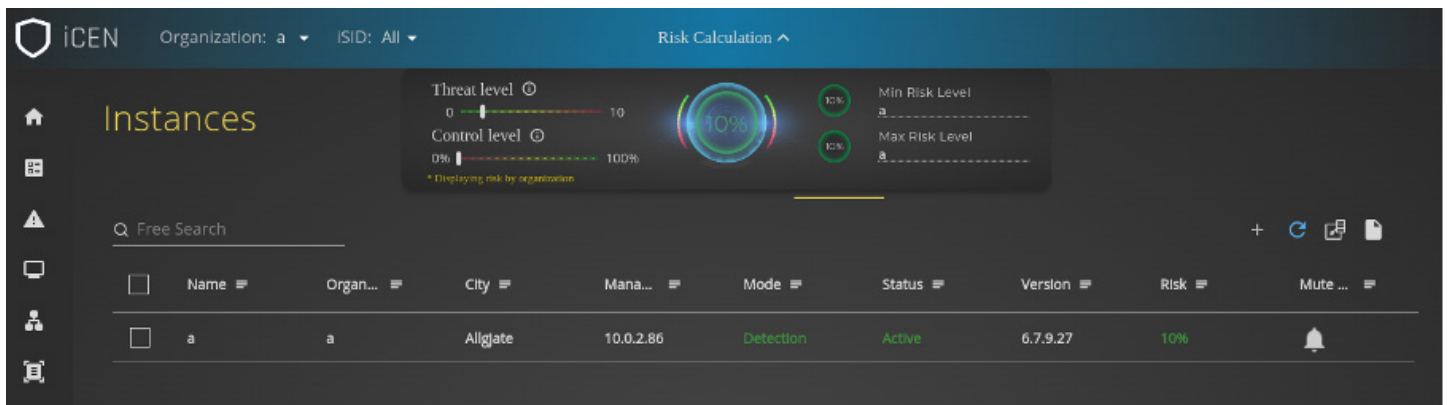 iCEN Organization: a iSID: All Risk Calculation
Instances
Threat level
0 10
Control level
0% 100%
* Displaying risk by organization
10%
10% Min Risk Level
a
10% Max Risk Level
a
Free Search
Name Organ... City Mana... Mode Status Version Risk Mute ...
a a Allgjate 10.0.2.86 Detection Active 6.7.9.27 10%